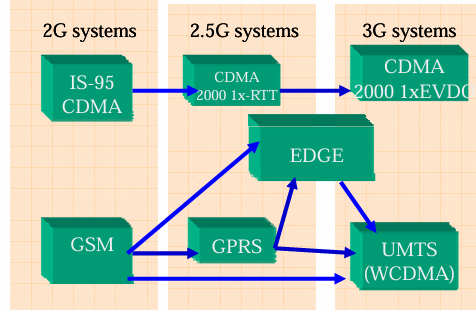 2G systems
2.5G systems
3G systems
IS-95
CDMA
CDMA
2000 1x-RTT
CDMA
2000 1xEVDO
EDGE
GSM
GPRS
UMTS
(WCDMA)